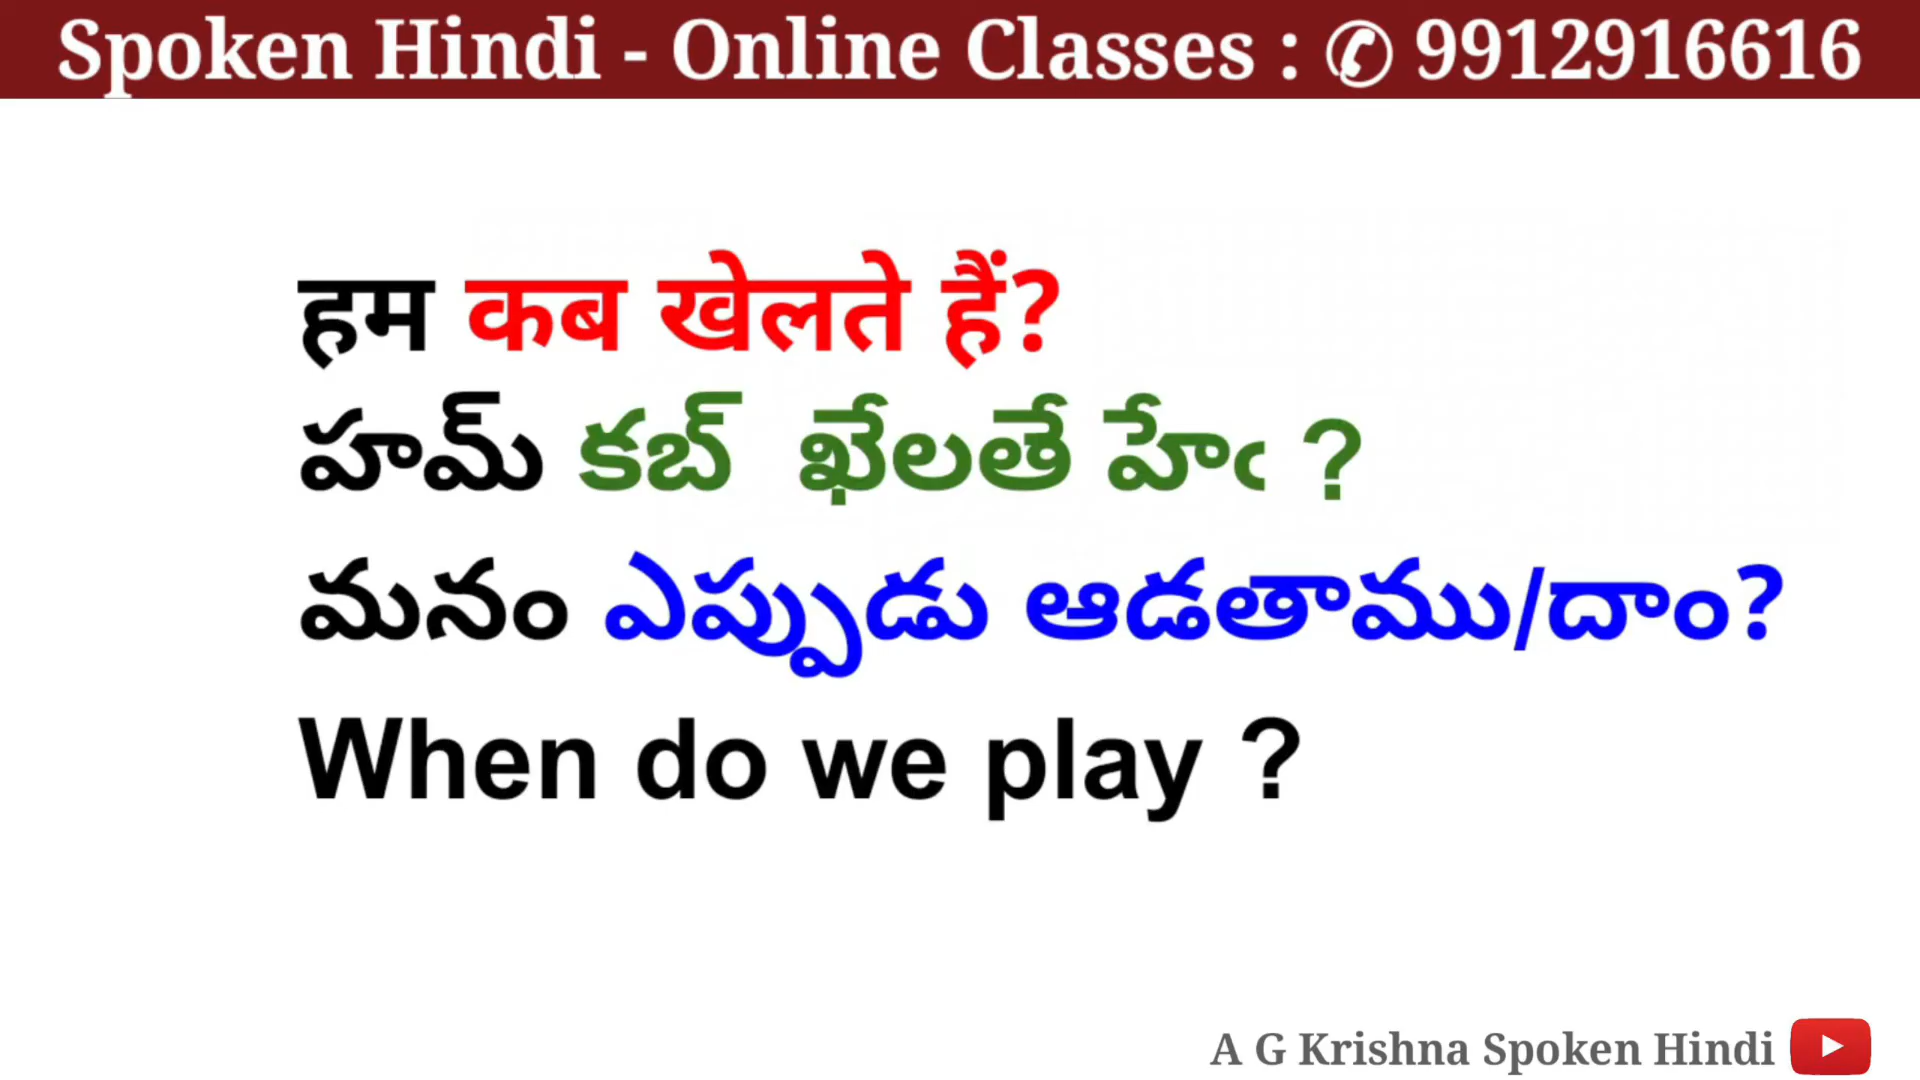 Spoken Hindi - Online Classes : ✆ 9912916616
हम कब खेलते हैं?
హమ్ కబ్ ఖేలతే హేఁ ?
మనం ఎప్పుడు ఆడతాము/దాం?
When do we play ?
A G Krishna Spoken Hindi